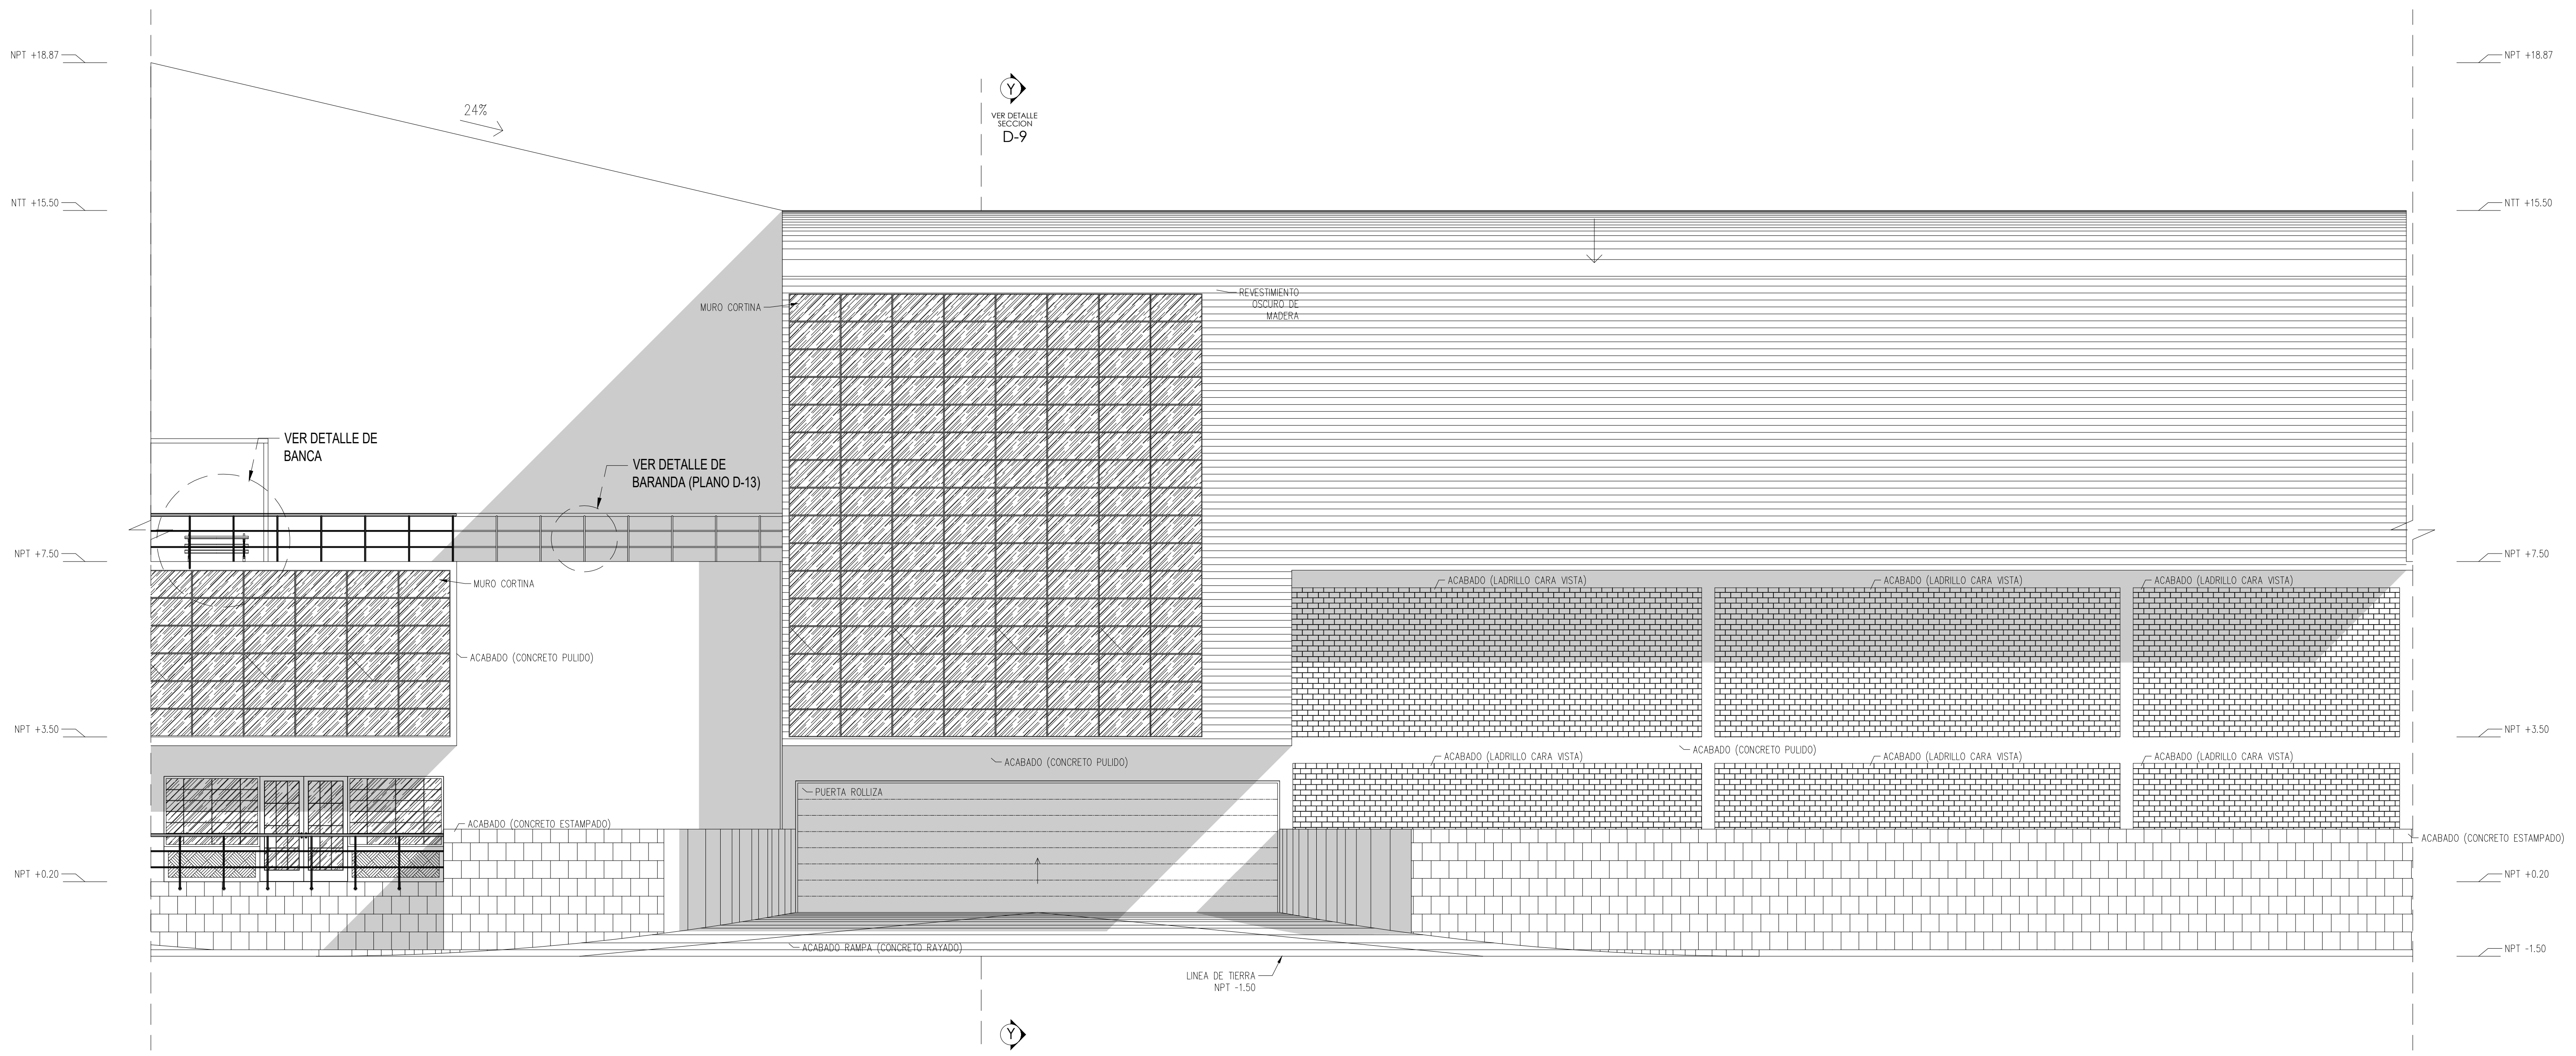 NPT +18.87
NPT +18.87
24%
Y
VER DETALLE
SECCION
D-9
NTT +15.50
NTT +15.50
MURO CORTINA
REVESTIMIENTO
OSCURO DE
MADERA
VER DETALLE DE
BANCA
VER DETALLE DE
BARANDA (PLANO D-13)
NPT +7.50
NPT +7.50
MURO CORTINA
ACABADO (LADRILLO CARA VISTA)
ACABADO (LADRILLO CARA VISTA)
ACABADO (LADRILLO CARA VISTA)
ACABADO (CONCRETO PULIDO)
NPT +3.50
NPT +3.50
ACABADO (CONCRETO PULIDO)
ACABADO (CONCRETO PULIDO)
ACABADO (LADRILLO CARA VISTA)
ACABADO (LADRILLO CARA VISTA)
ACABADO (LADRILLO CARA VISTA)
PUERTA ROLLIZA
ACABADO (CONCRETO ESTAMPADO)
ACABADO (CONCRETO ESTAMPADO)
NPT +0.20
NPT +0.20
ACABADO RAMPA (CONCRETO RAYADO)
NPT -1.50
LINEA DE TIERRA
NPT -1.50
Y